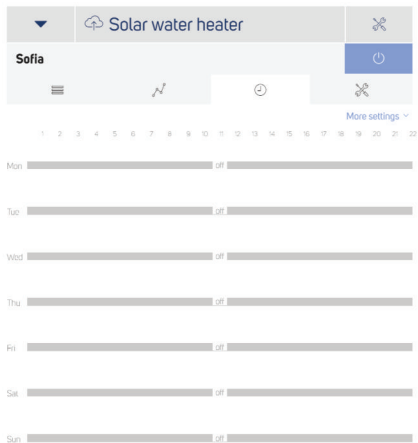 Solar water heater
Sofia
More settings
1 2 3 4 5 6 7 8 9 10 11 12 13 14 15 16 17 18 19 20 21 22
Mon off
Tue off
Wed off
Thu off
Fri off
Sat off
Sun off